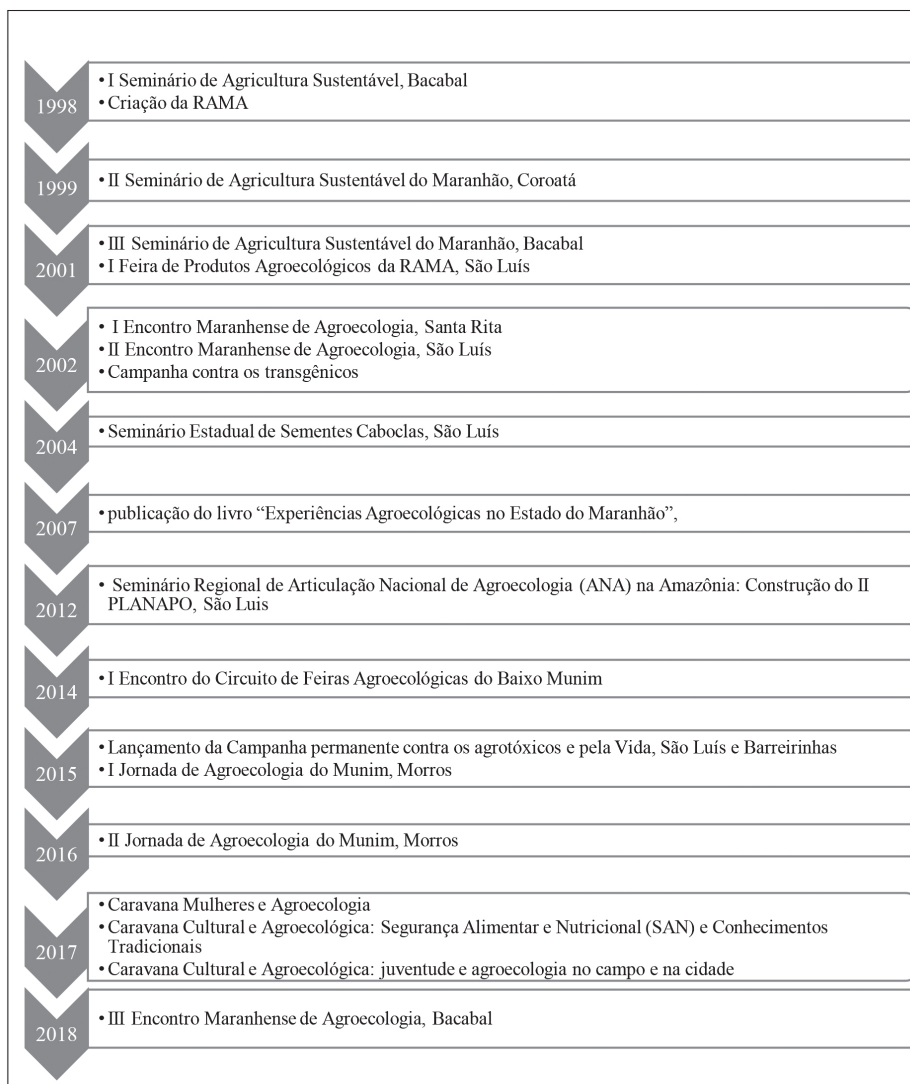 1998
• I Seminário de Agricultura Sustentável, Bacabal
• Criação da RAMA
1999
• II Seminário de Agricultura Sustentável do Maranhão, Coroatá
2001
• III Seminário de Agricultura Sustentável do Maranhão, Bacabal
• I Feira de Produtos Agroecológicos da RAMA, São Luís
2002
• I Encontro Maranhense de Agroecologia, Santa Rita
• II Encontro Maranhense de Agroecologia, São Luís
• Campanha contra os transgênicos
2004
• Seminário Estadual de Sementes Caboclas, São Luís
2007
• publicação do livro “Experiências Agroecológicas no Estado do Maranhão”,
2012
• Seminário Regional de Articulação Nacional de Agroecologia (ANA) na Amazônia: Construção do II
PLANAPO, São Luis
2014
• I Encontro do Circuito de Feiras Agroecológicas do Baixo Munim
2015
• Lançamento da Campanha permanente contra os agrotóxicos e pela Vida, São Luís e Barreirinhas
• I Jornada de Agroecologia do Munim, Morros
2016
• II Jornada de Agroecologia do Munim, Morros
2017
• Caravana Mulheres e Agroecologia
• Caravana Cultural e Agroecológica: Segurança Alimentar e Nutricional (SAN) e Conhecimentos
Tradicionais
• Caravana Cultural e Agroecológica: juventude e agroecologia no campo e na cidade
2018
• III Encontro Maranhense de Agroecologia, Bacabal